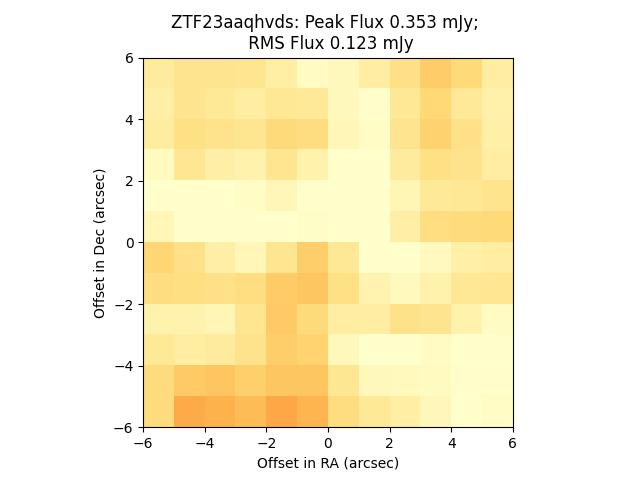 ZTF23aaqhvds: Peak Flux 0.353 mJy;
RMS Flux 0.123 mJy
6
4
2
0
−2
−4
−6
Offset in Dec (arcsec)
−6 −4 −2 0 2 4 6
Offset in RA (arcsec)